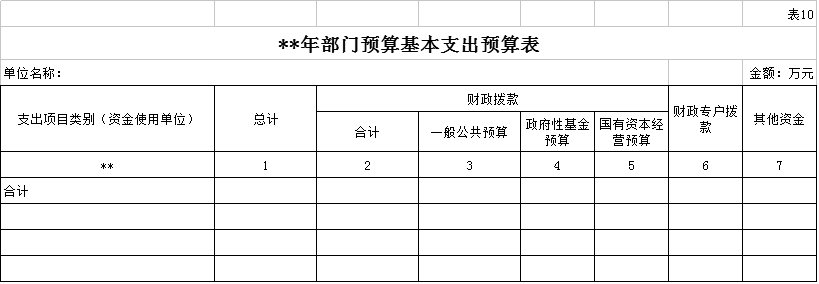 表10
**年部门预算基本支出预算表
单位名称：
金额：万元
支出项目类别（资金使用单位）
总计
财政拨款
财政专户拨
款
其他资金
合计
一般公共预算
政府性基金
预算
国有资本经
营预算
** 1 2 3 4 5 6 7
合计